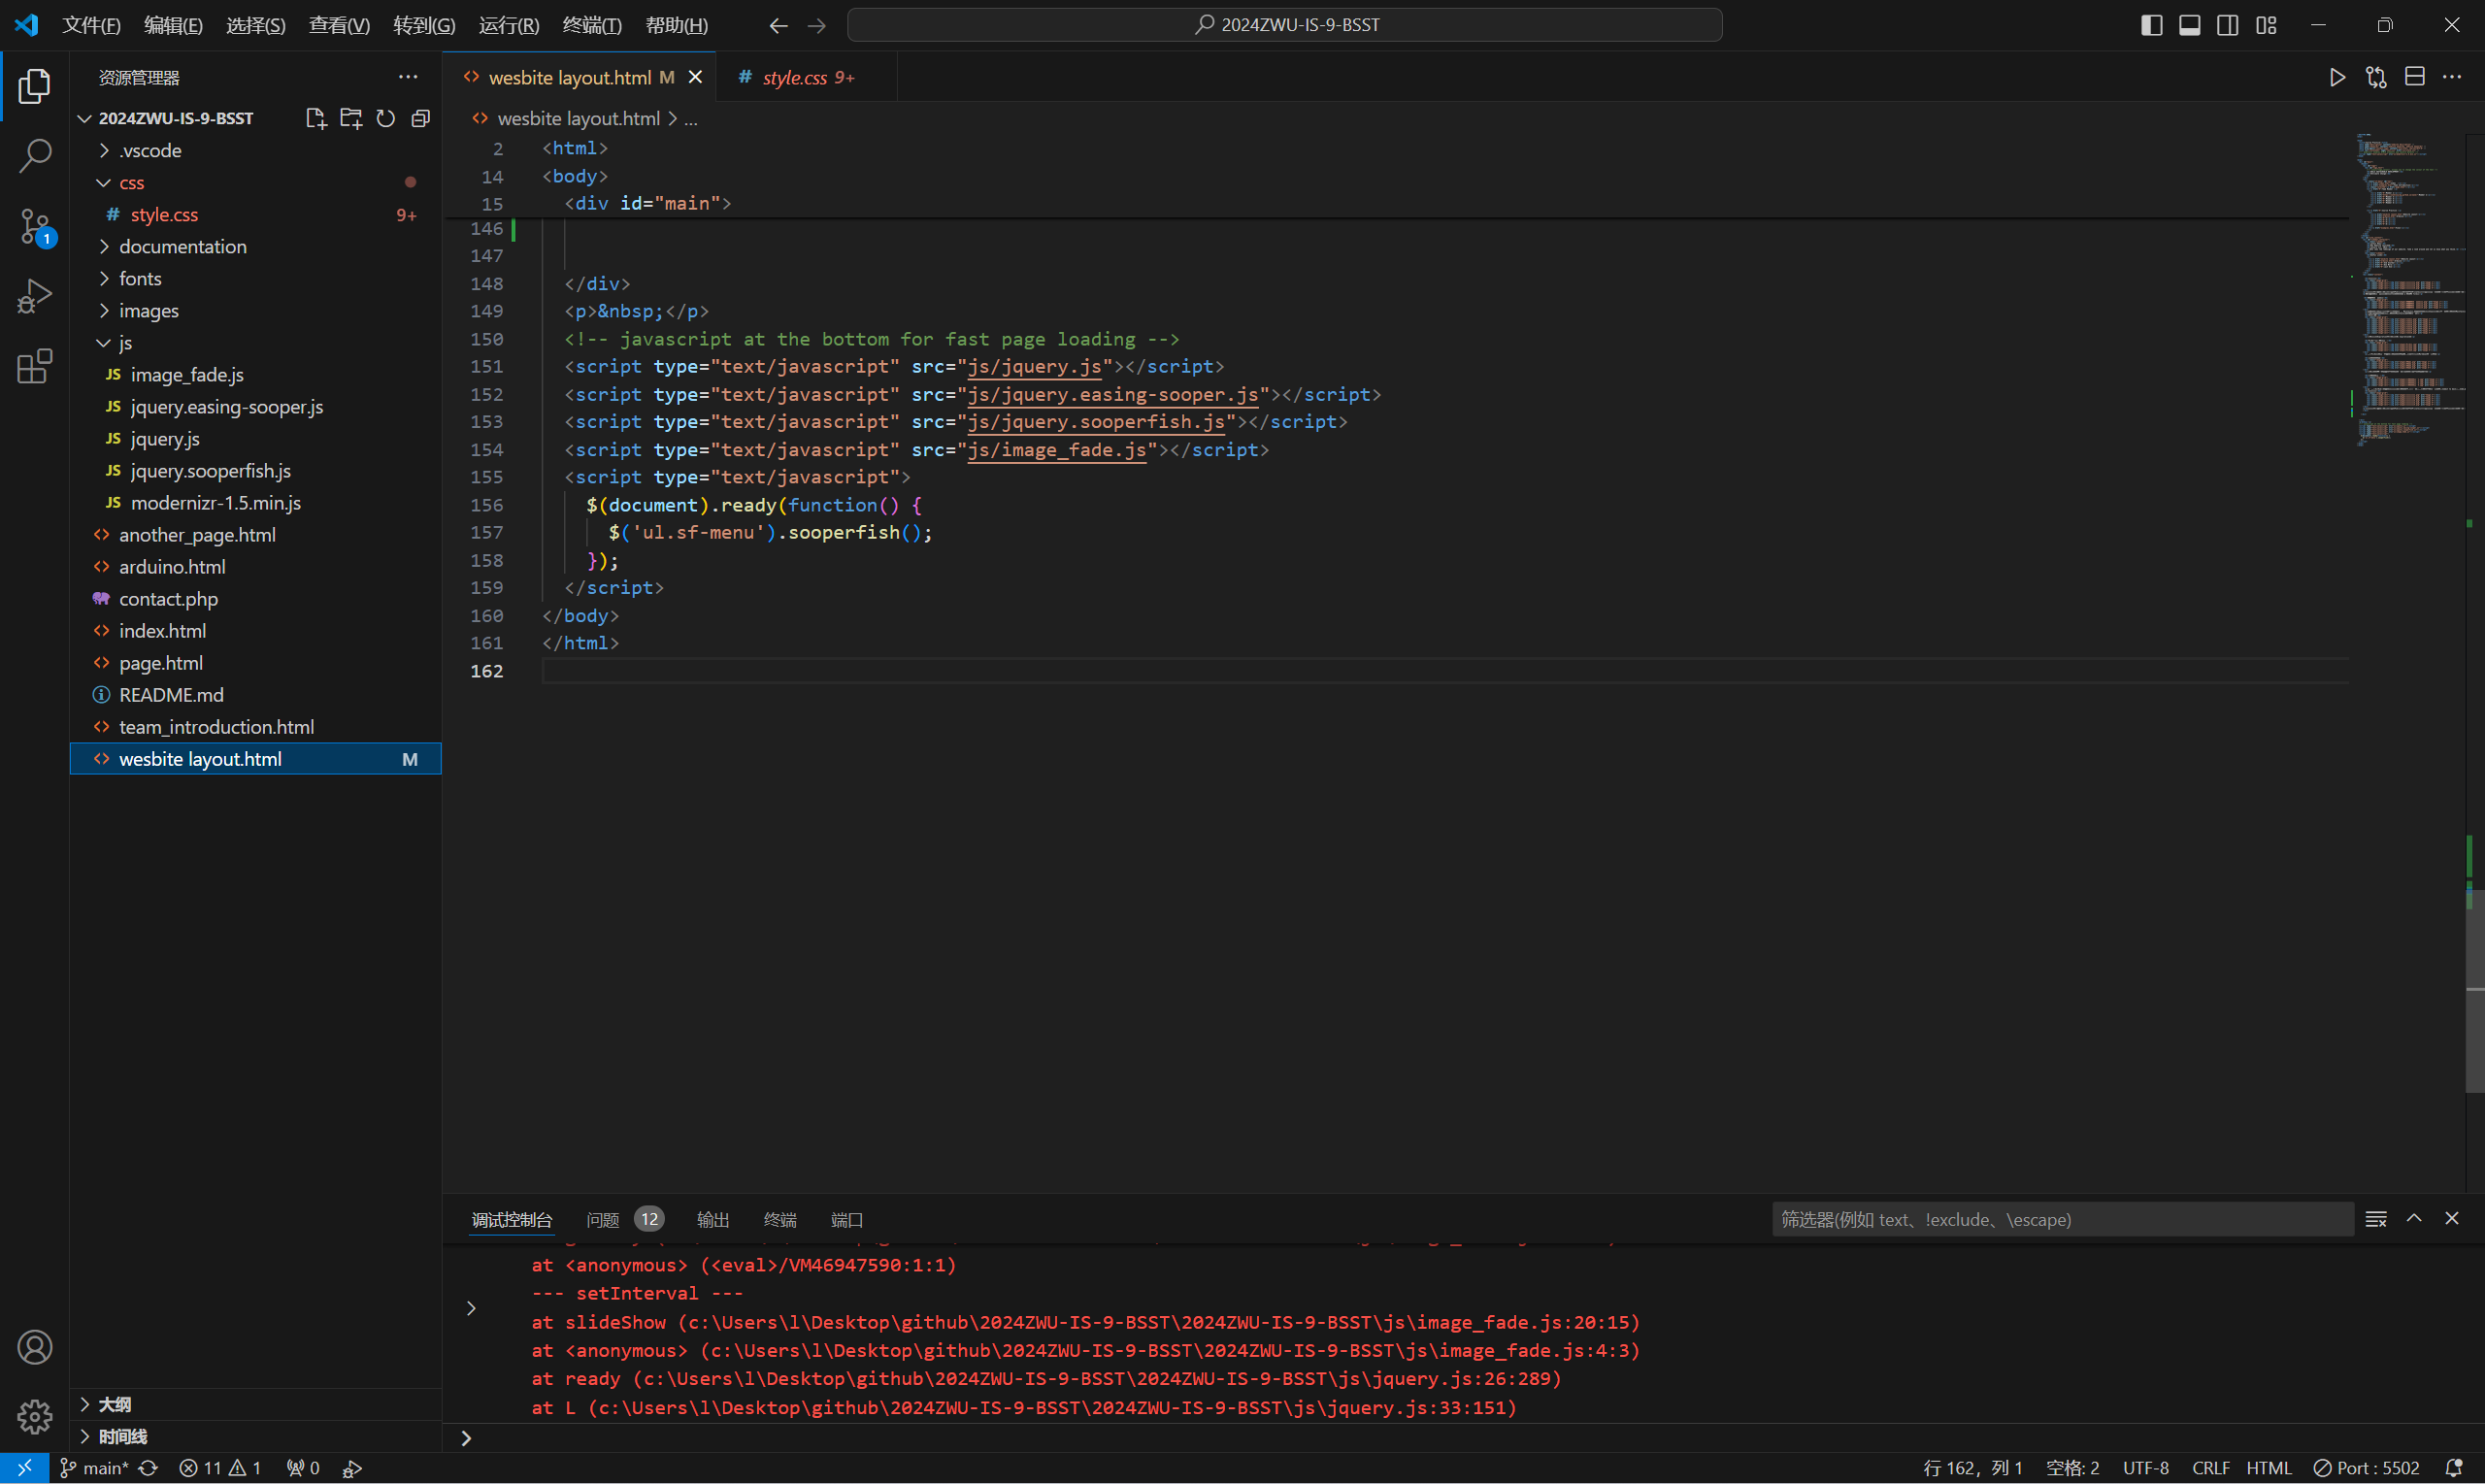 文件(F) 编辑(E) 选择(S) 查看(V) 转到(G) 运行(R) 终端(T) 帮助(H) 2024ZWU-IS-9-BSST
资源管理器
2024ZWU-IS-9-BSST
.vscode
css
# style.css 9+
documentation
fonts
images
js
JS image_fade.js
JS jquery.easing-sooper.js
JS jquery.js
JS jquery.sooperfish.js
JS modernizr-1.5.min.js
another_page.html
arduino.html
contact.php
index.html
page.html
README.md
team_introduction.html
wesbite layout.html M
大纲
时间线
1
wesbite layout.html M # style.css 9+
wesbite layout.html > ...
2 <html>
14 <body>
15 <div id="main">
146
147
148 </div>
149 <p>&nbsp;</p>
150 <!-- javascript at the bottom for fast page loading -->
151 <script type="text/javascript" src="js/jquery.js"></script>
152 <script type="text/javascript" src="js/jquery.easing-sooper.js"></script>
153 <script type="text/javascript" src="js/jquery.sooperfish.js"></script>
154 <script type="text/javascript" src="js/image_fade.js"></script>
155 <script type="text/javascript">
156 $(document).ready(function() {
157 $('ul.sf-menu').sooperfish();
158 });
159 </script>
160 </body>
161 </html>
162
调试控制台 问题 12 输出 终端 端口 筛选器(例如 text、!exclude、\escape)
at <anonymous> (<eval>/VM46947590:1:1)
--- setInterval ---
at slideShow (c:\Users\l\Desktop\github\2024ZWU-IS-9-BSST\2024ZWU-IS-9-BSST\js\image_fade.js:20:15)
at <anonymous> (c:\Users\l\Desktop\github\2024ZWU-IS-9-BSST\2024ZWU-IS-9-BSST\js\image_fade.js:4:3)
at ready (c:\Users\l\Desktop\github\2024ZWU-IS-9-BSST\2024ZWU-IS-9-BSST\js\jquery.js:26:289)
at L (c:\Users\l\Desktop\github\2024ZWU-IS-9-BSST\2024ZWU-IS-9-BSST\js\jquery.js:33:151)
main* 11 1 0 行 162，列 1 空格: 2 UTF-8 CRLF HTML Port : 5502